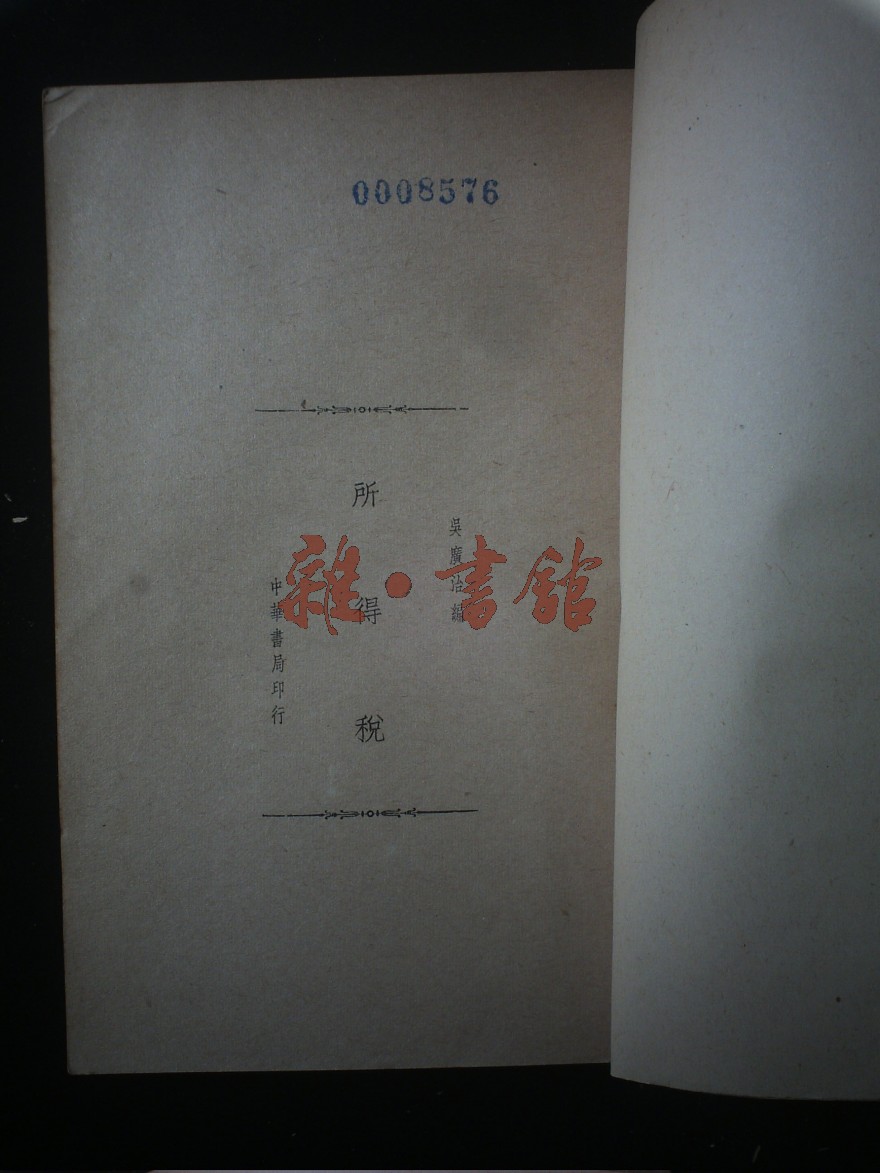 0008576
吳廣治編
所得稅
中華書局印行
雜·書館